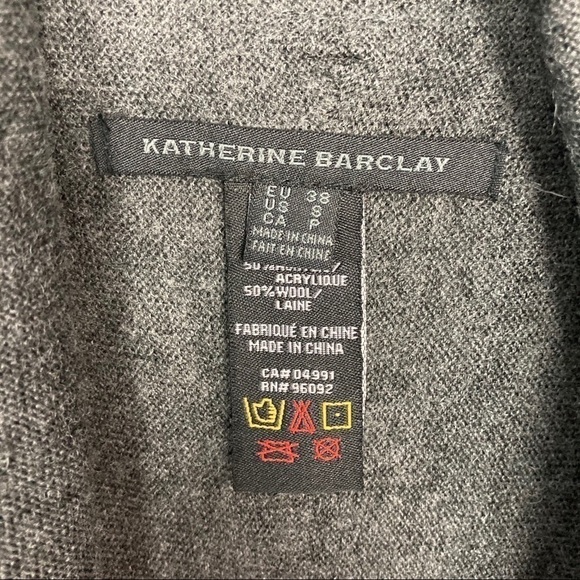 KATHERINE BARCLAY
EU 38
US S
CA P
MADE IN CHINA
FAIT EN CHINE
ACRYLIQUE
50% WOOL/
LAINE
FABRIQUÉ EN CHINE
MADE IN CHINA
CA# 04991
RN# 96092